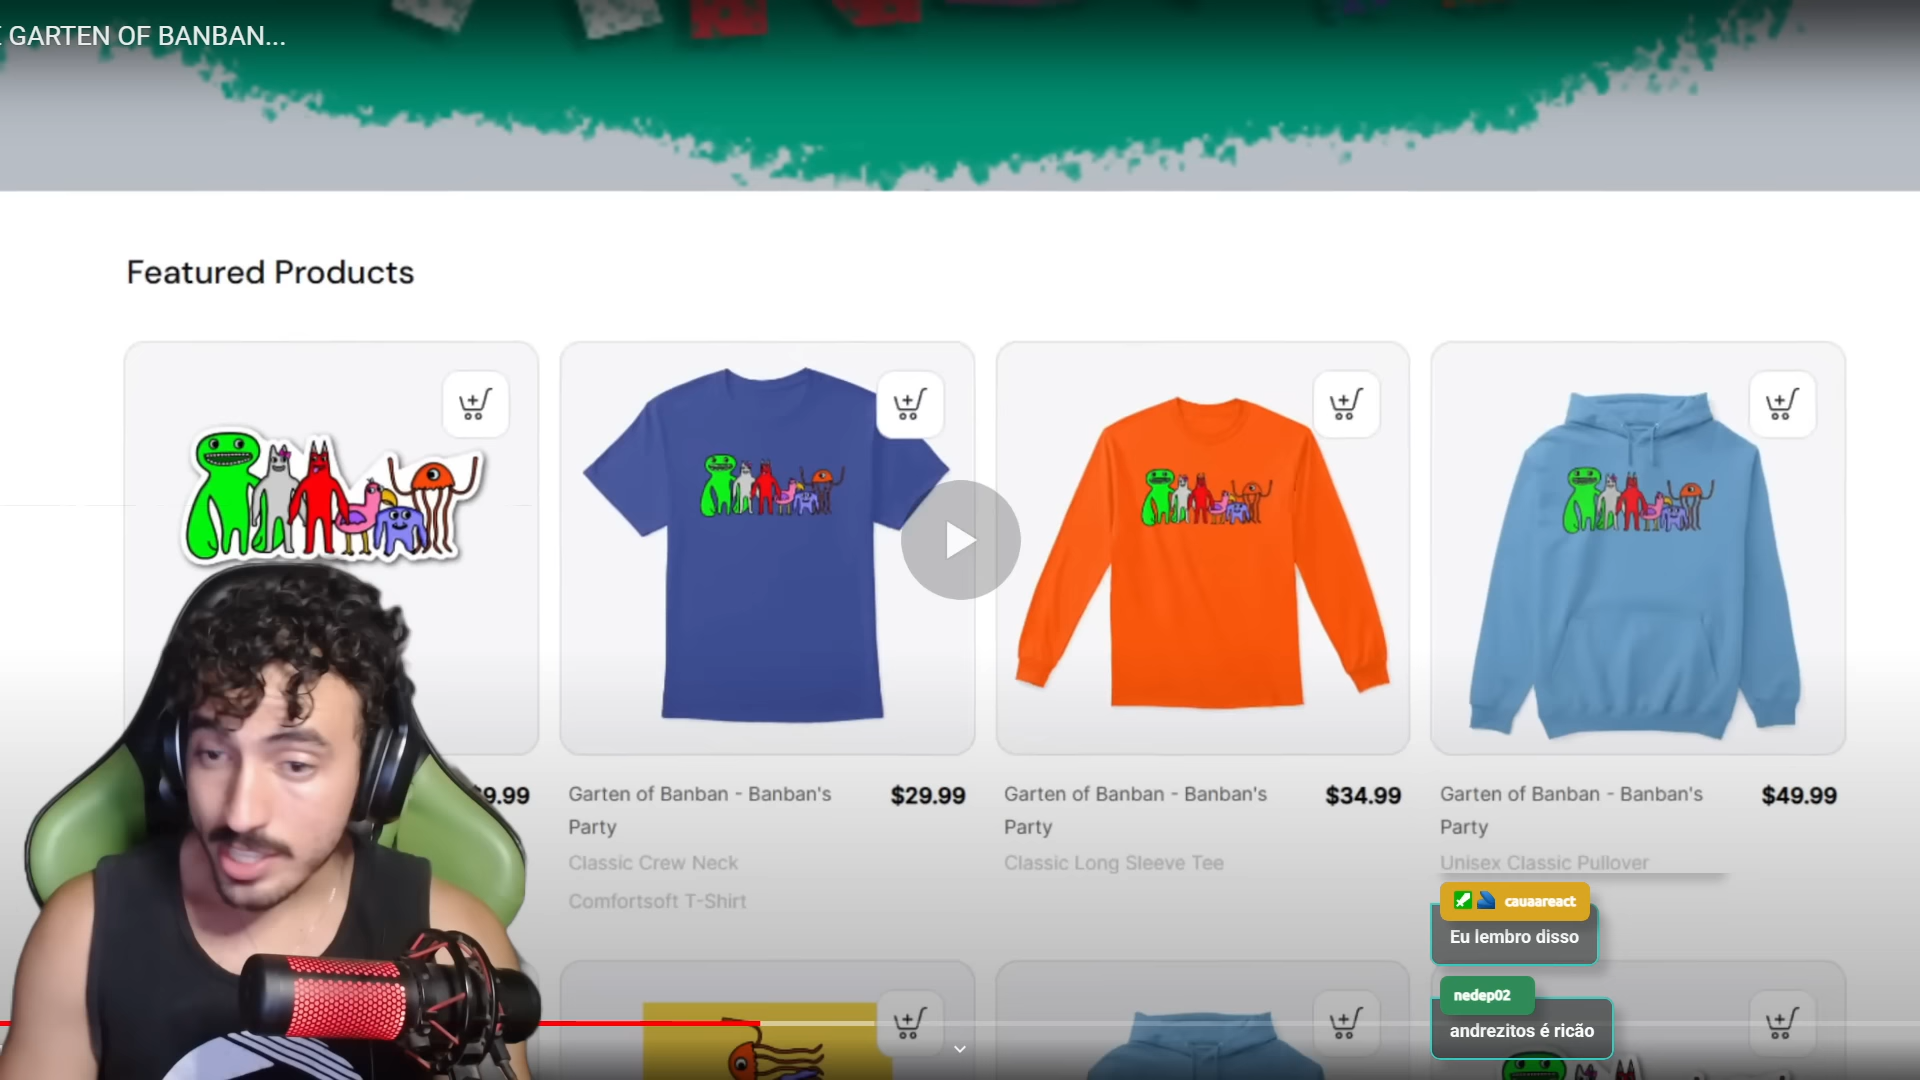 GARTEN OF BANBAN...
Featured Products
9.99
Garten of Banban - Banban's
Party
$29.99
Classic Crew Neck
Comfortsoft T-Shirt
Garten of Banban - Banban's
Party
$34.99
Classic Long Sleeve Tee
Garten of Banban - Banban's
Party
$49.99
Unisex Classic Pullover
cauaareact
Eu lembro disso
nedep02
andrezitos é ricão